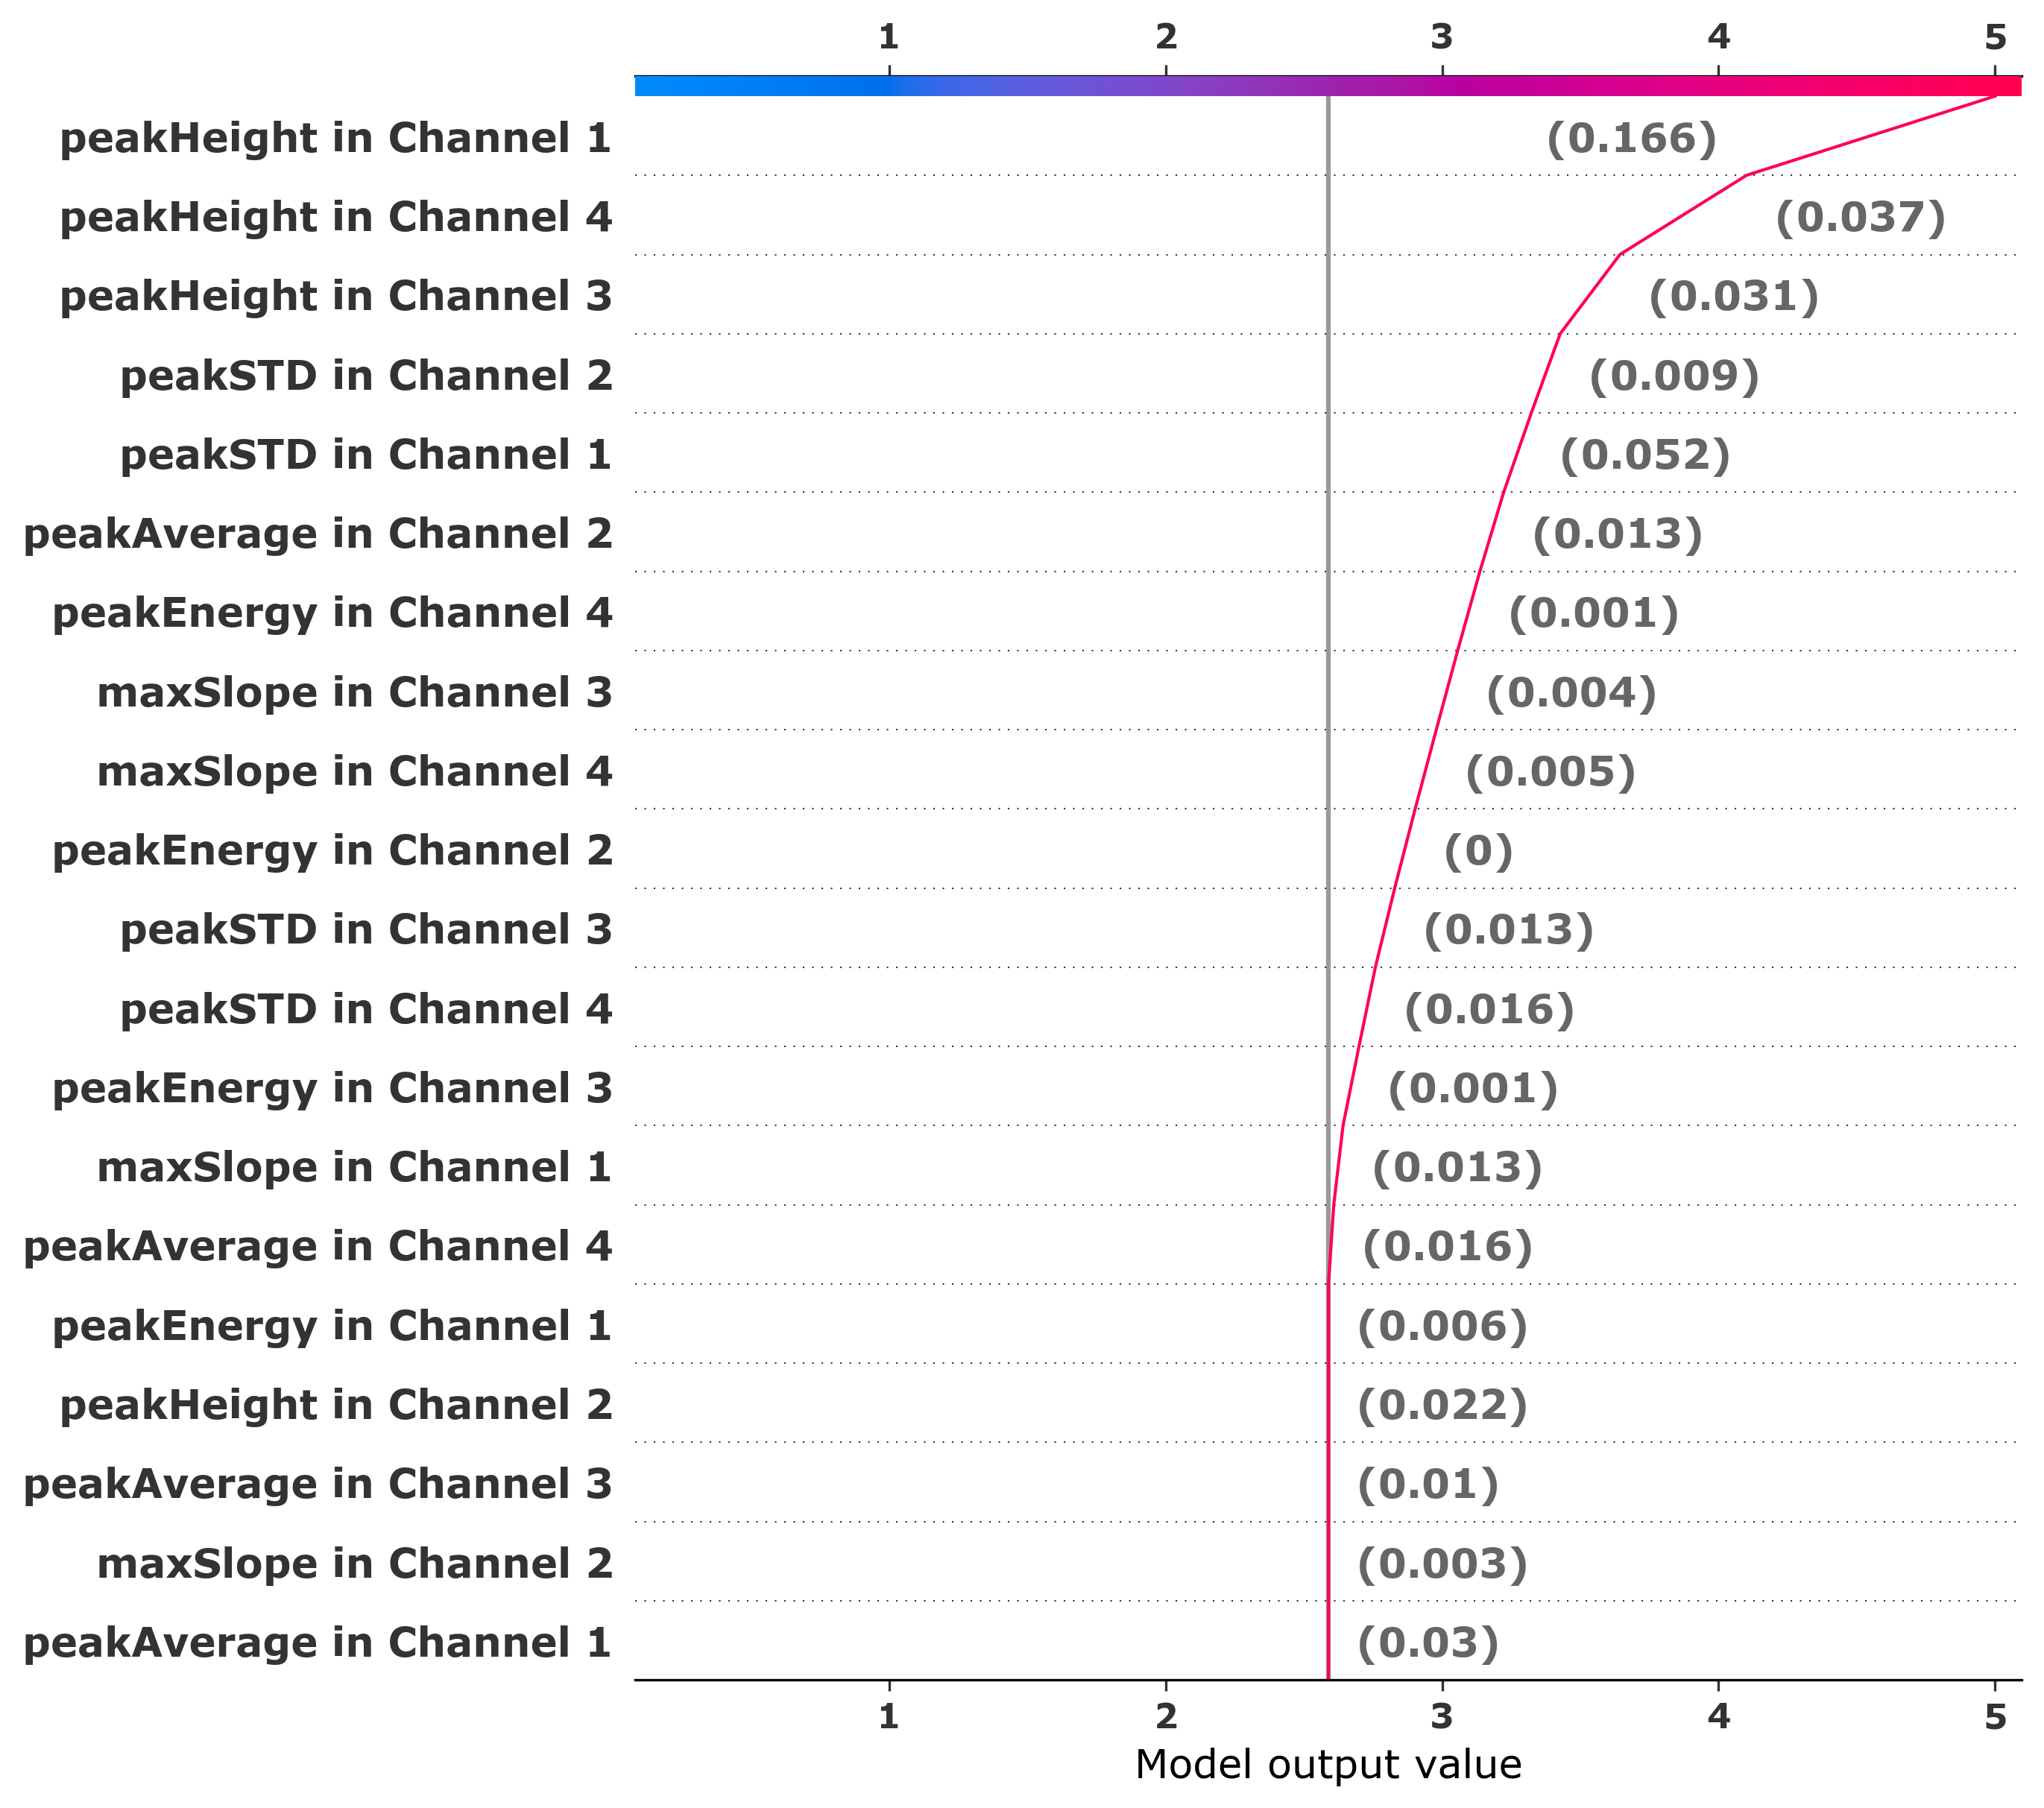 1 2 3 4 5
peakHeight in Channel 1 (0.166)
peakHeight in Channel 4 (0.037)
peakHeight in Channel 3 (0.031)
peakSTD in Channel 2 (0.009)
peakSTD in Channel 1 (0.052)
peakAverage in Channel 2 (0.013)
peakEnergy in Channel 4 (0.001)
maxSlope in Channel 3 (0.004)
maxSlope in Channel 4 (0.005)
peakEnergy in Channel 2 (0)
peakSTD in Channel 3 (0.013)
peakSTD in Channel 4 (0.016)
peakEnergy in Channel 3 (0.001)
maxSlope in Channel 1 (0.013)
peakAverage in Channel 4 (0.016)
peakEnergy in Channel 1 (0.006)
peakHeight in Channel 2 (0.022)
peakAverage in Channel 3 (0.01)
maxSlope in Channel 2 (0.003)
peakAverage in Channel 1 (0.03)
1 2 3 4 5
Model output value